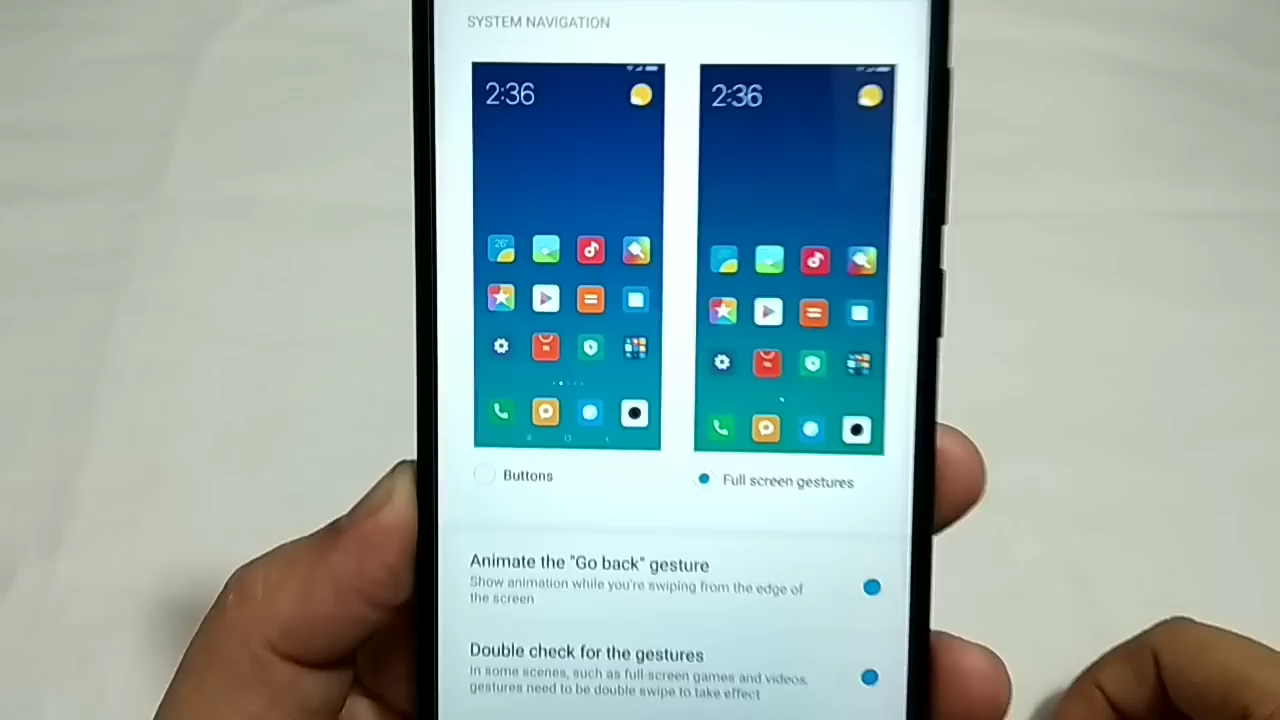 SYSTEM NAVIGATION
2:36
2:36
26°
Buttons
Full screen gestures
Animate the "Go back" gesture
Show animation while you're swiping from the edge of
the screen
Double check for the gestures
In some scenes, such as full-screen games and videos,
gestures need to be double swipe to take effect